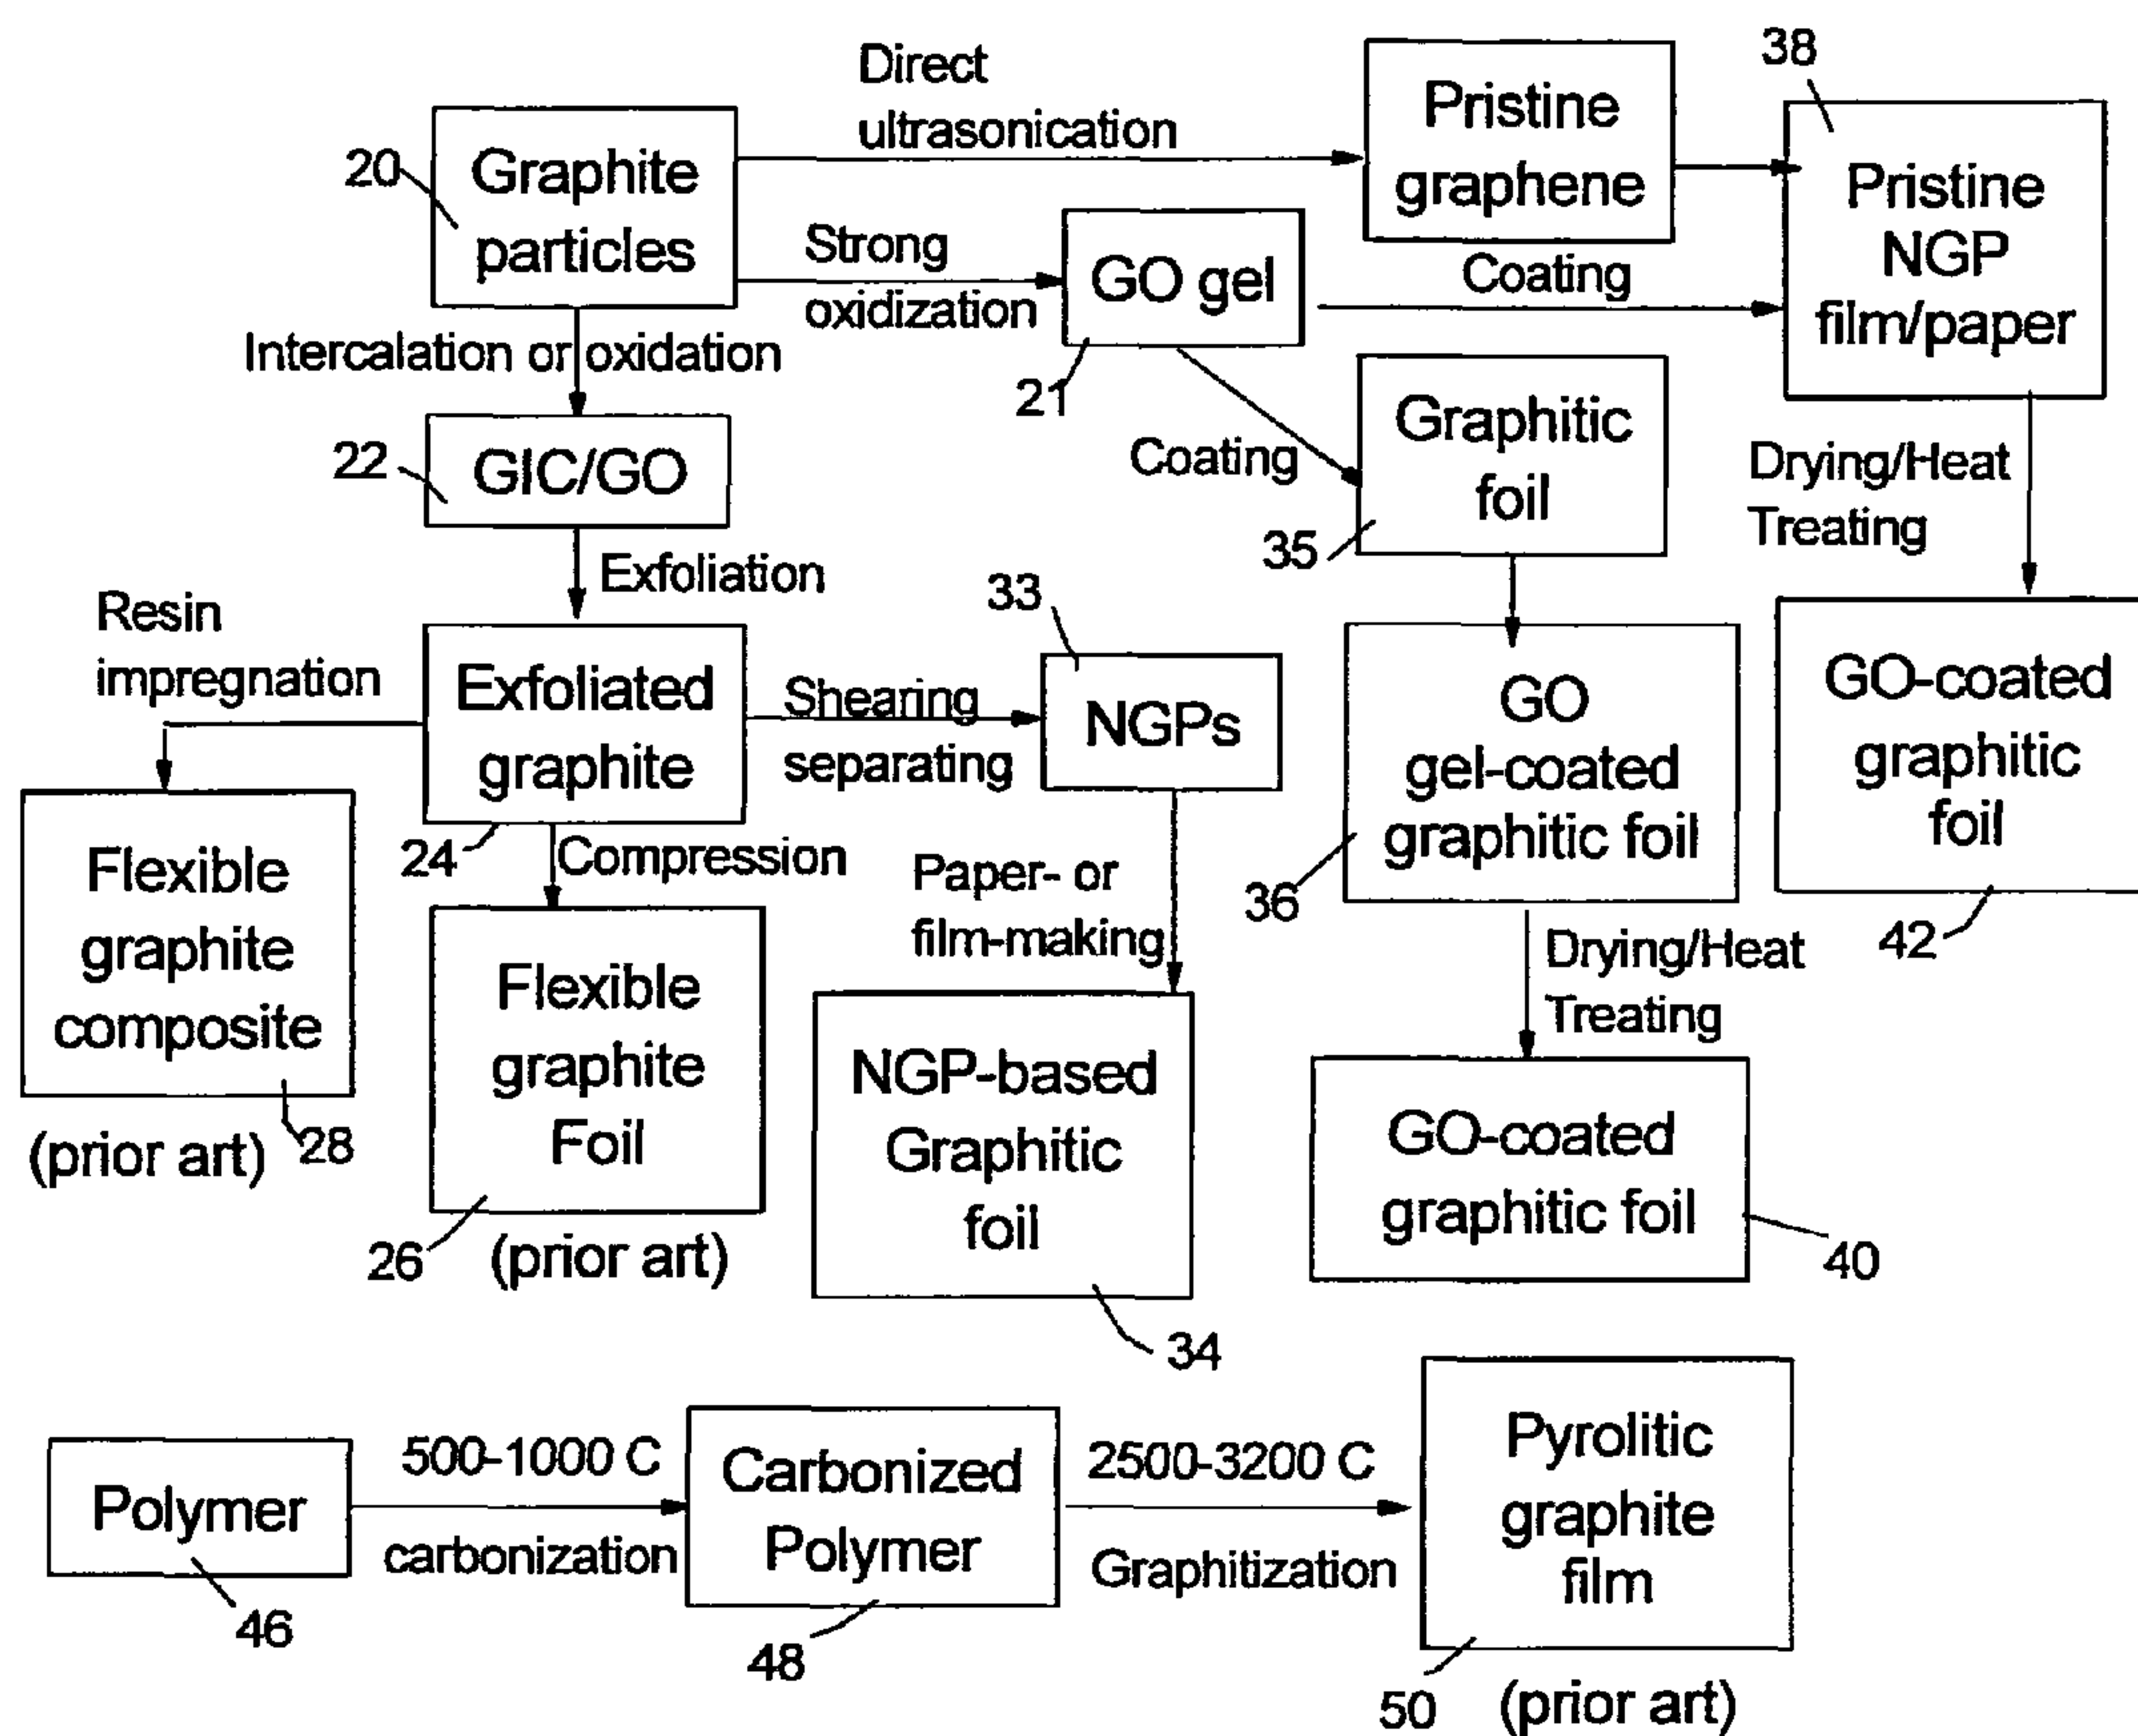 Direct
ultrasonication
38
Pristine
graphene
20
Graphite
particles
Pristine
NGP
film/paper
Strong
oxidization
GO gel
Coating
21
Intercalation or oxidation
22
GIC/GO
Coating
Graphitic
foil
35
Drying/Heat
Treating
Exfoliation
Resin
impregnation
Exfoliated
graphite
24
Shearing
separating
33
NGPs
GO
gel-coated
graphitic foil
36
GO-coated
graphitic
foil
42
Flexible
graphite
composite
28
(prior art)
Compression
Flexible
graphite
Foil
26
(prior art)
Paper- or
film-making
NGP-based
Graphitic
foil
34
Drying/Heat
Treating
GO-coated
graphitic foil
40
Polymer
46
500-1000 C
carbonization
Carbonized
Polymer
48
2500-3200 C
Graphitization
Pyrolitic
graphite
film
50
(prior art)